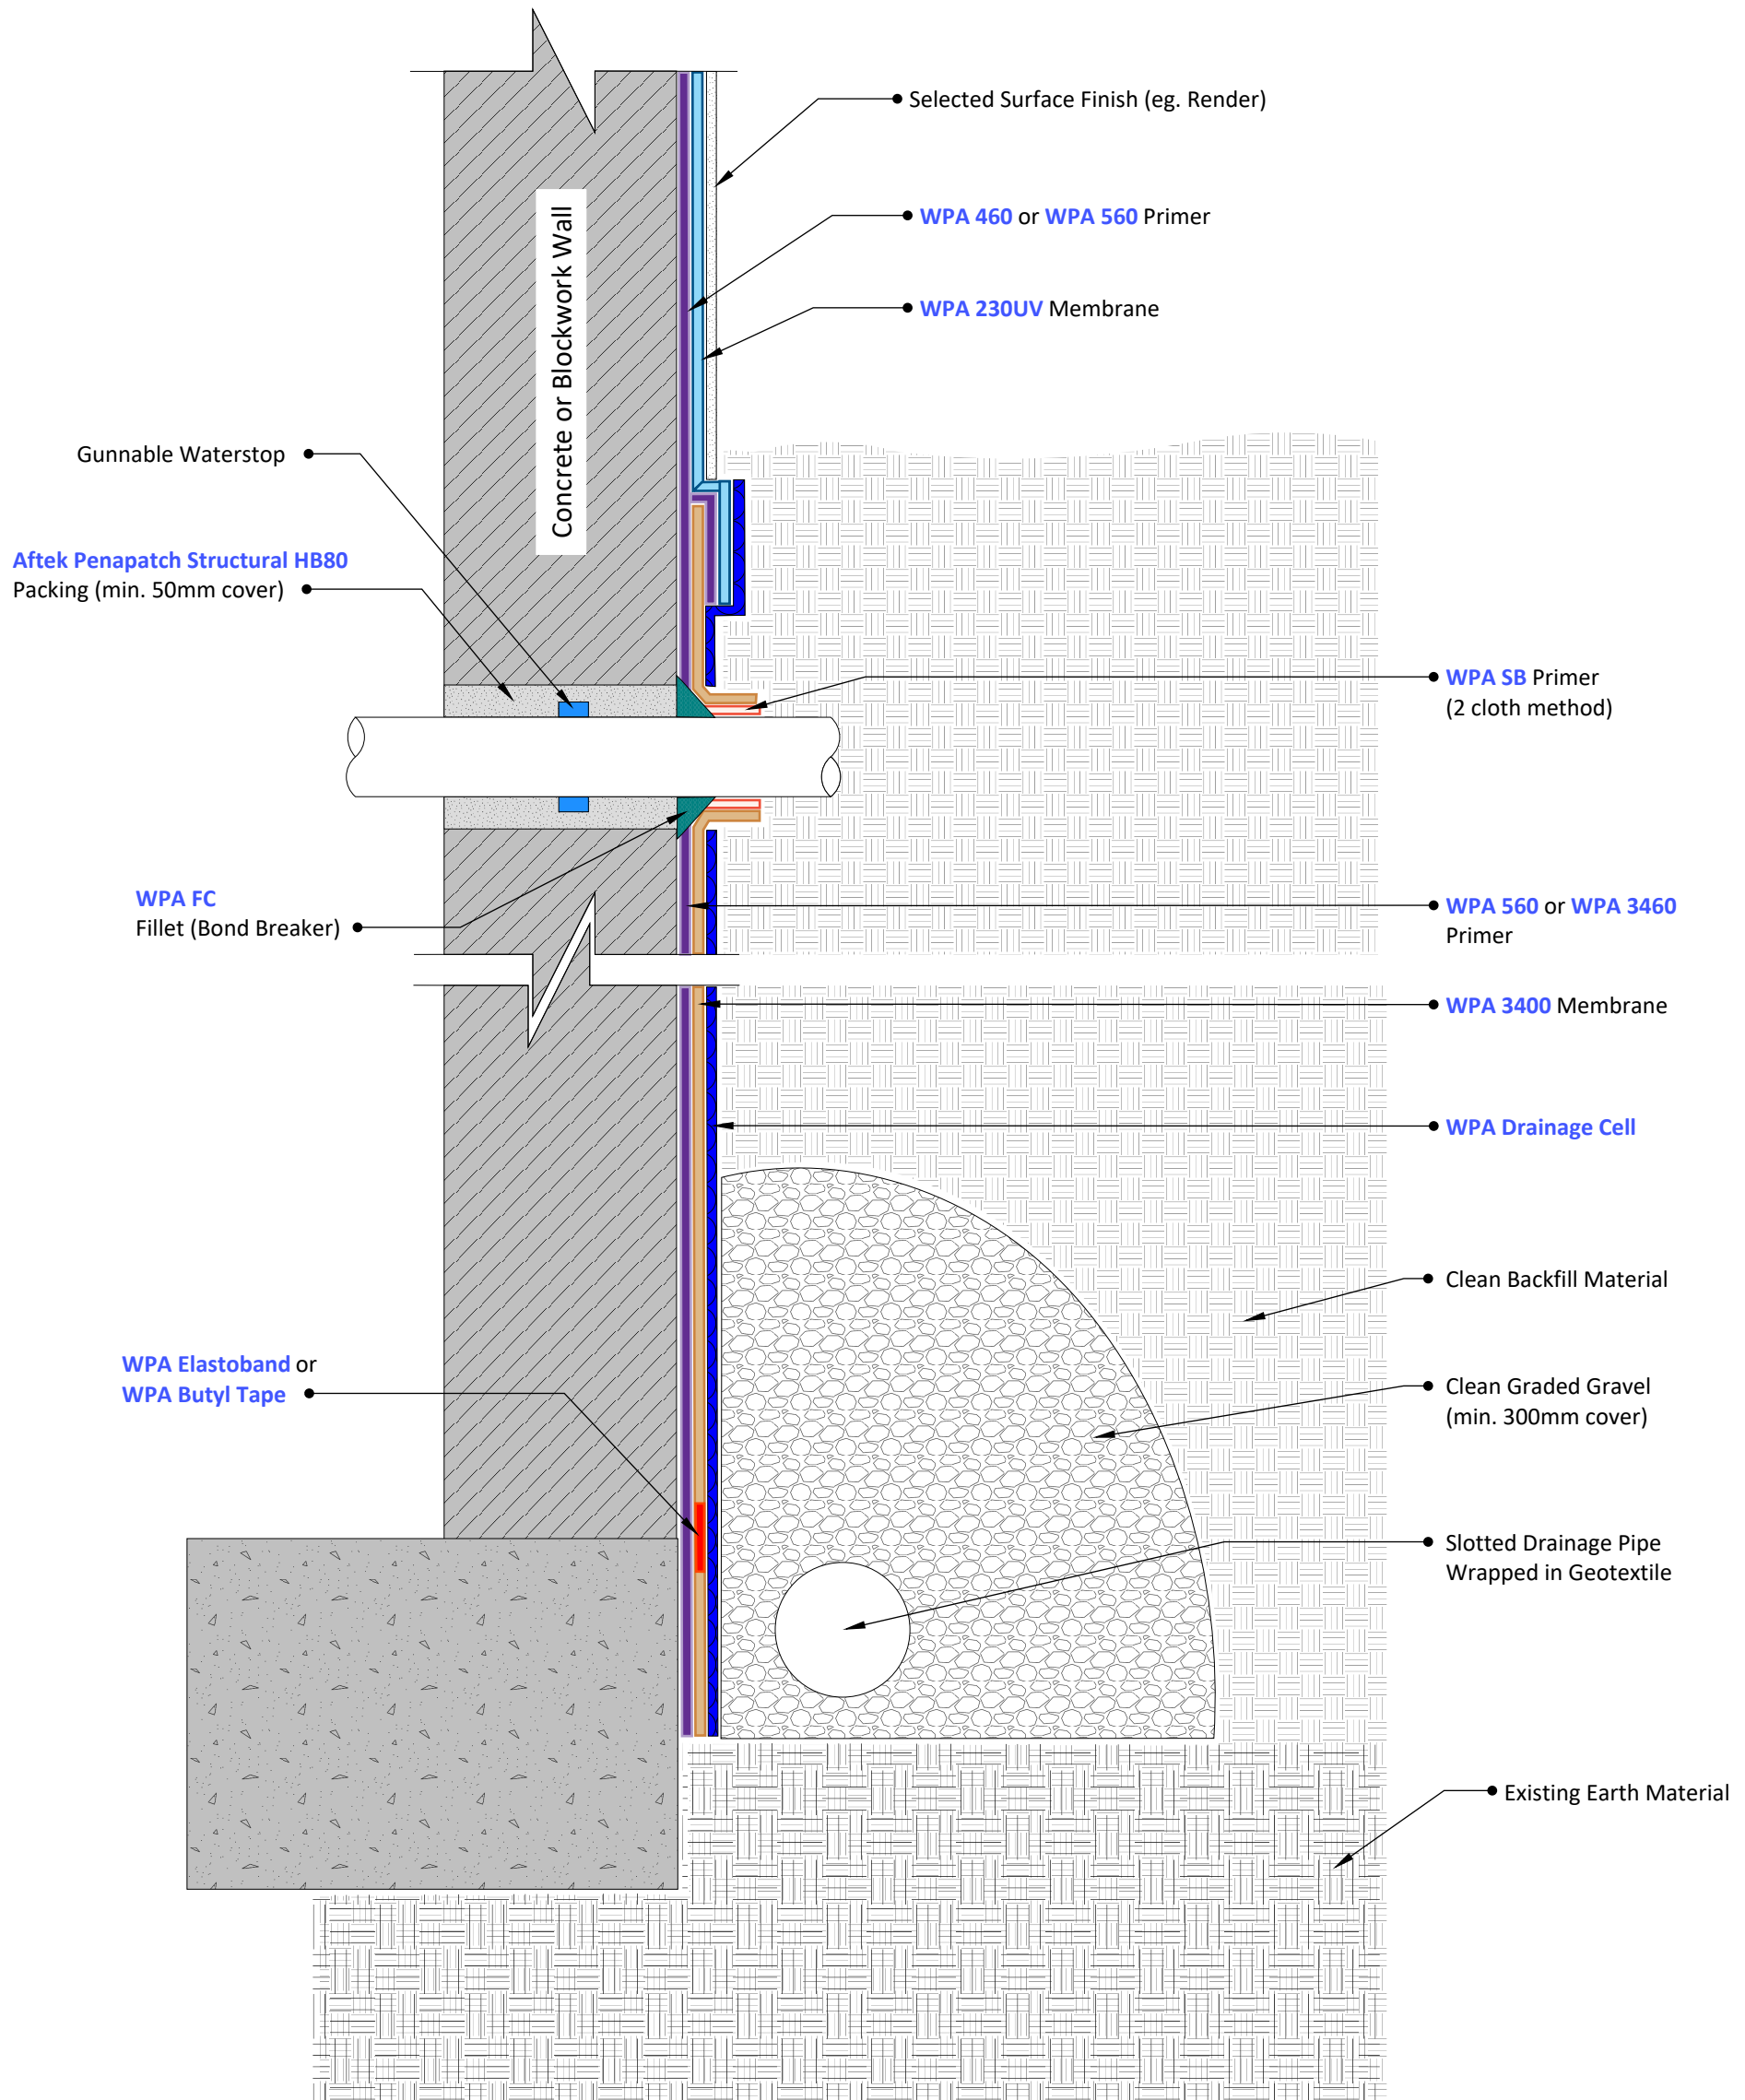 Selected Surface Finish (eg. Render)
WPA 460 or WPA 560 Primer
Concrete or Blockwork Wall
WPA 230UV Membrane
Gunnable Waterstop
Aftek Penapatch Structural HB80
Packing (min. 50mm cover)
WPA SB Primer
(2 cloth method)
WPA FC
Fillet (Bond Breaker)
WPA 560 or WPA 3460
Primer
WPA 3400 Membrane
WPA Drainage Cell
Clean Backfill Material
WPA Elastoband or
WPA Butyl Tape
Clean Graded Gravel
(min. 300mm cover)
Slotted Drainage Pipe
Wrapped in Geotextile
Existing Earth Material